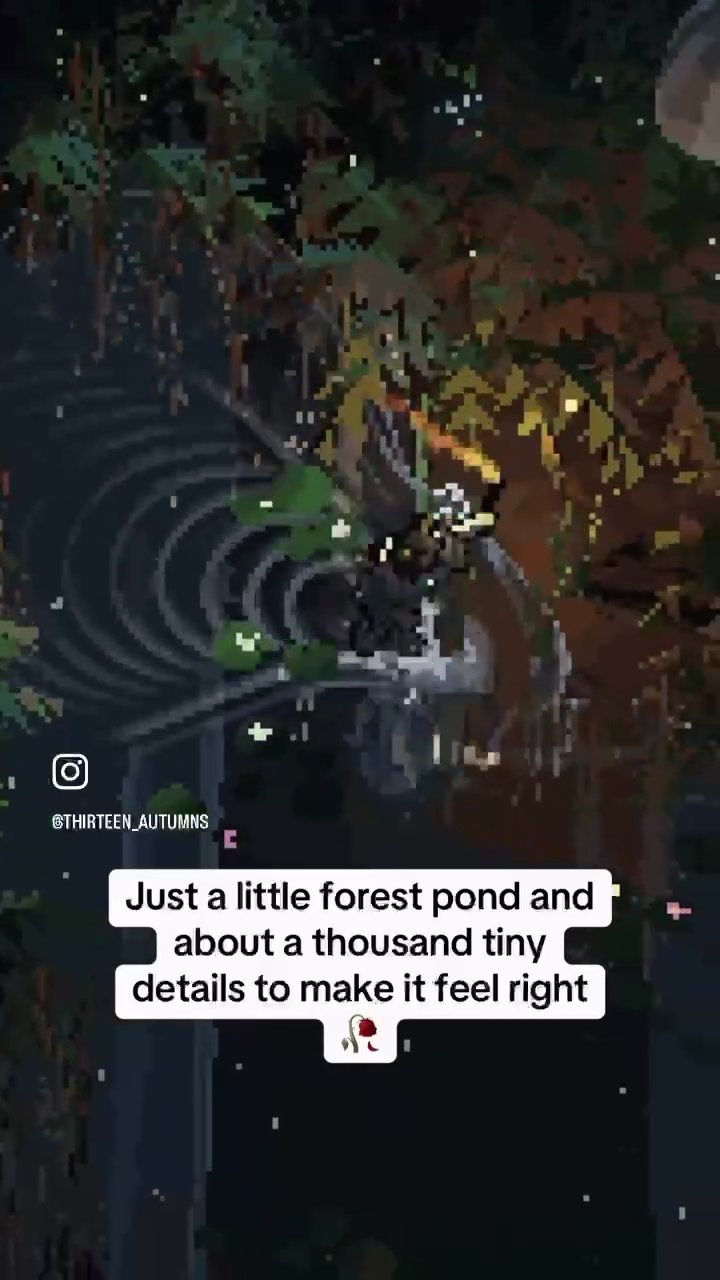 @THIRTEEN_AUTUMNS
Just a little forest pond and
about a thousand tiny
details to make it feel right
🥀